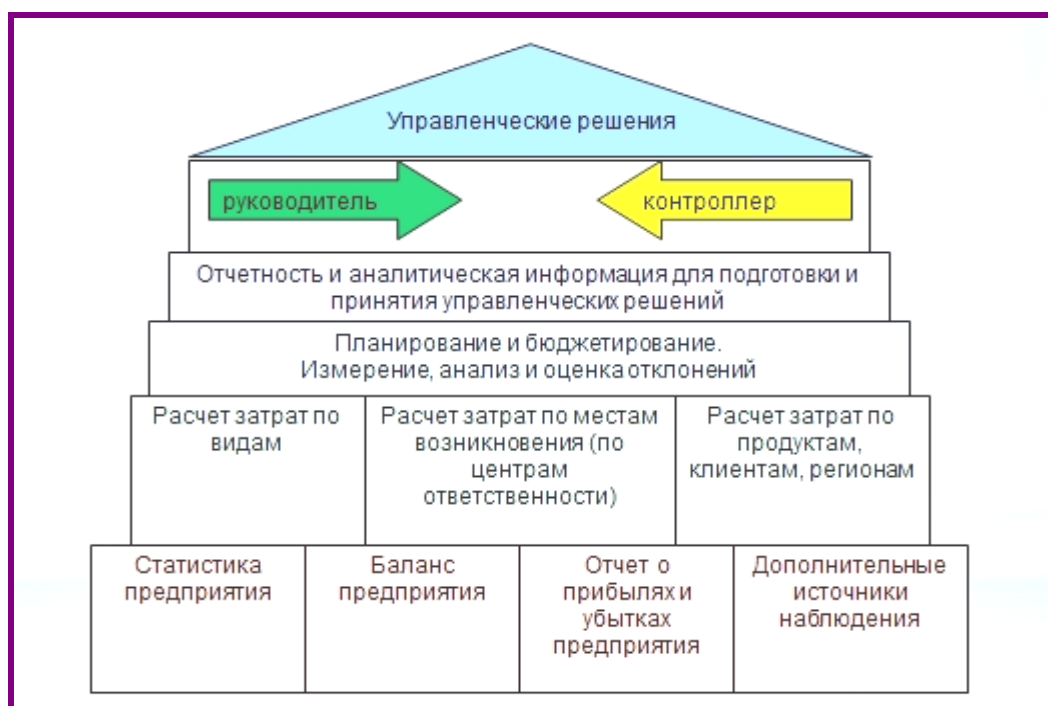 Управленческие решения
руководитель
контроллер
Отчетность и аналитическая информация для подготовки и
принятия управленческих решений
Планирование и бюджетирование.
Измерение, анализ и оценка отклонений
Расчет затрат по
видам
Расчет затрат по местам
возникновения (по
центрам
ответственности)
Расчет затрат по
продуктам,
клиентам, регионам
Статистика
предприятия
Баланс
предприятия
Отчет о
прибылях и
убытках
предприятия
Дополнительные
источники
наблюдения